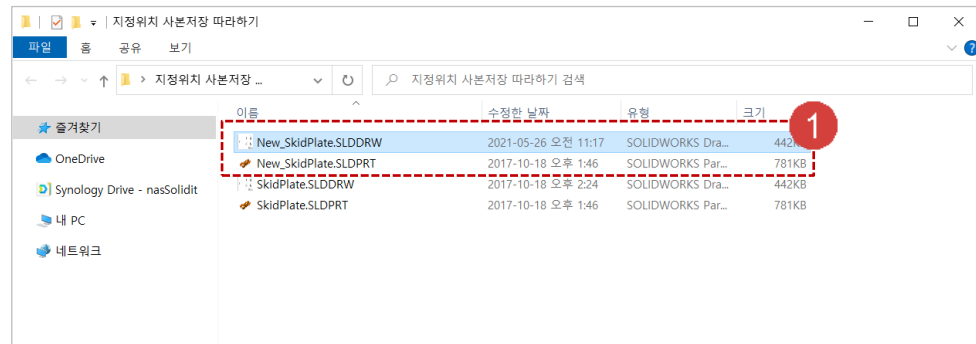 지정위치 사본저장 따라하기
파일 홈 공유 보기
지정위치 사본저장 ... 지정위치 사본저장 따라하기 검색
이름 수정한 날짜 유형 크기
1
즐겨찾기
OneDrive
Synology Drive - nasSolidit
내 PC
네트워크
New_SkidPlate.SLDDRW 2021-05-26 오전 11:17 SOLIDWORKS Dra... 442
New_SkidPlate.SLDPRT 2017-10-18 오후 1:46 SOLIDWORKS Par... 781KB
SkidPlate.SLDDRW 2017-10-18 오후 2:24 SOLIDWORKS Dra... 442KB
SkidPlate.SLDPRT 2017-10-18 오후 1:46 SOLIDWORKS Par... 781KB